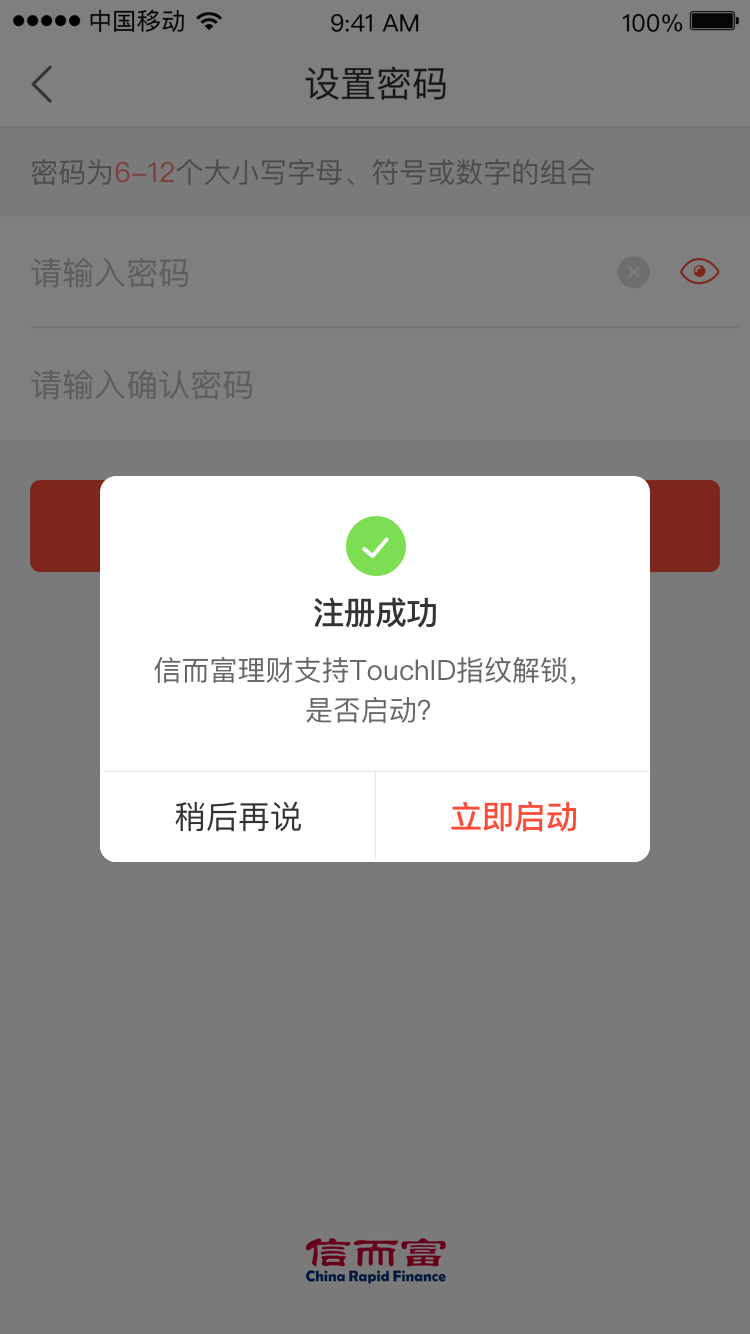 中国移动 9:41 AM 100%
设置密码
密码为6-12个大小写字母、符号或数字的组合
请输入密码
请输入确认密码
注册成功
信而富理财支持TouchID指纹解锁,
是否启动?
稍后再说 立即启动
信而富
China Rapid Finance